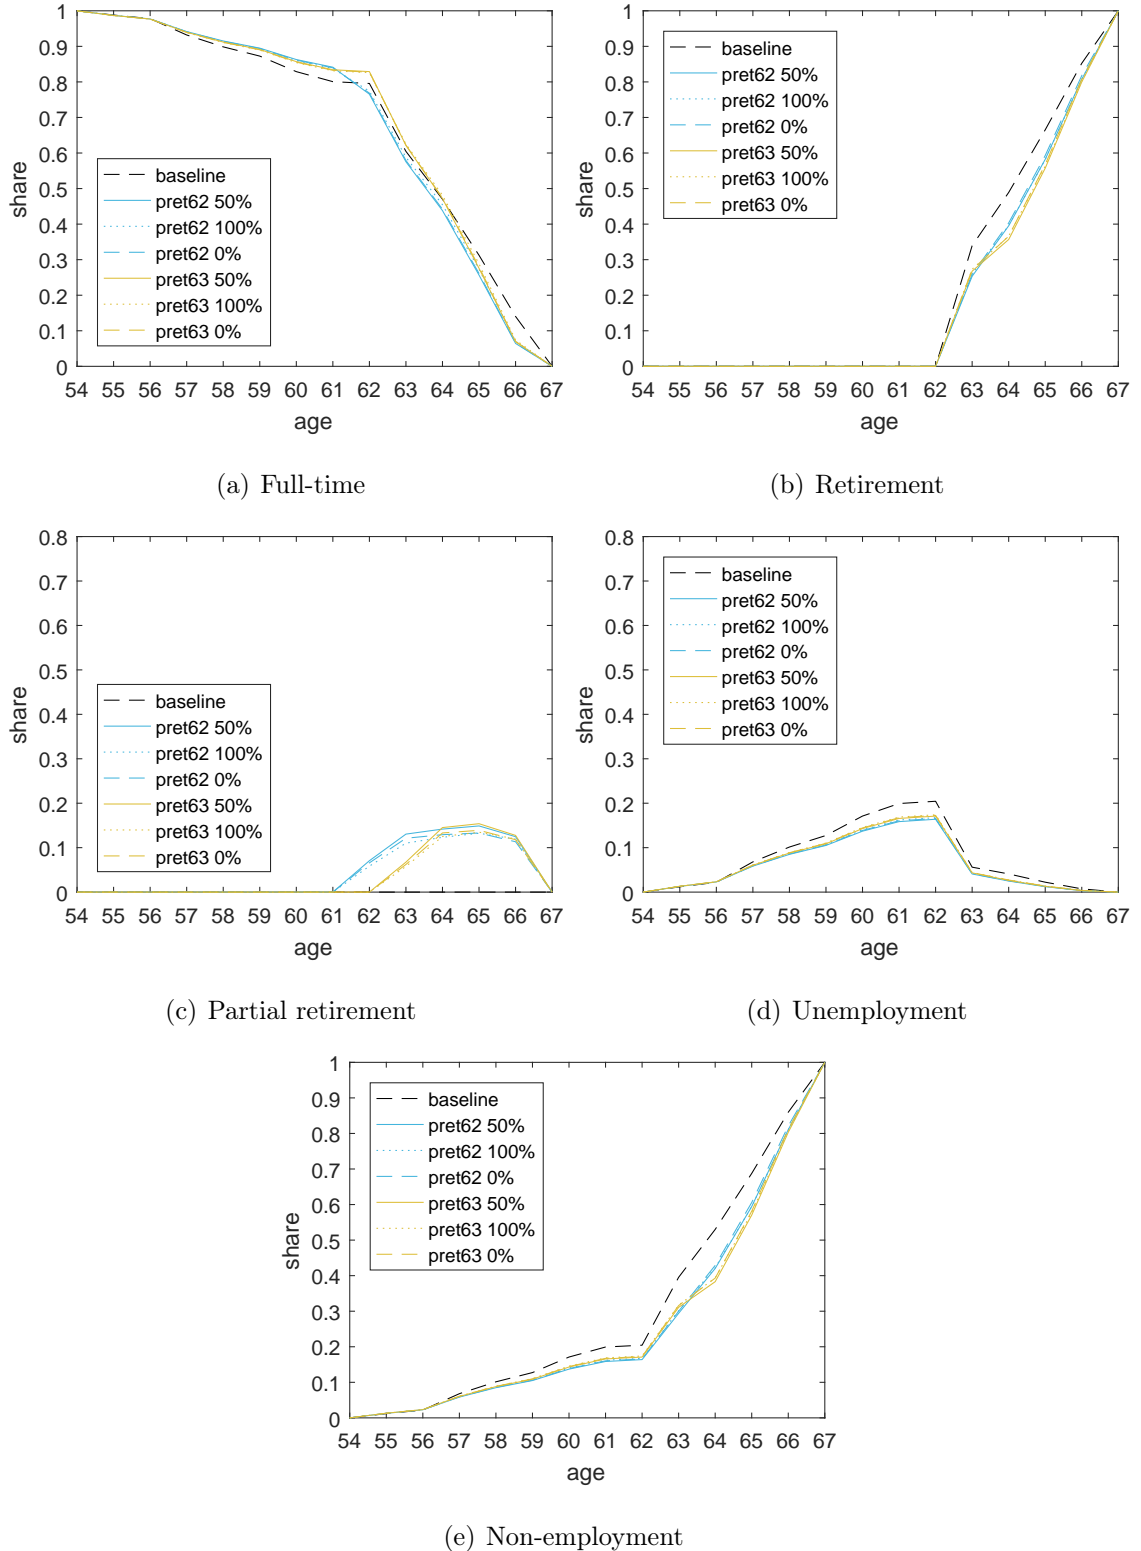 1
0.9
0.8
0.7
0.6
0.5
0.4
0.3
0.2
0.1
0
share
baseline
pret62 50%
pret62 100%
pret62 0%
pret63 50%
pret63 100%
pret63 0%
54 55 56 57 58 59 60 61 62 63 64 65 66 67
age
(a) Full-time
1
0.9
0.8
0.7
0.6
0.5
0.4
0.3
0.2
0.1
0
share
baseline
pret62 50%
pret62 100%
pret62 0%
pret63 50%
pret63 100%
pret63 0%
54 55 56 57 58 59 60 61 62 63 64 65 66 67
age
(b) Retirement
0.8
0.7
0.6
0.5
0.4
0.3
0.2
0.1
0
share
baseline
pret62 50%
pret62 100%
pret62 0%
pret63 50%
pret63 100%
pret63 0%
54 55 56 57 58 59 60 61 62 63 64 65 66 67
age
(c) Partial retirement
0.8
0.7
0.6
0.5
0.4
0.3
0.2
0.1
0
share
baseline
pret62 50%
pret62 100%
pret62 0%
pret63 50%
pret63 100%
pret63 0%
54 55 56 57 58 59 60 61 62 63 64 65 66 67
age
(d) Unemployment
1
0.9
0.8
0.7
0.6
0.5
0.4
0.3
0.2
0.1
0
share
baseline
pret62 50%
pret62 100%
pret62 0%
pret63 50%
pret63 100%
pret63 0%
54 55 56 57 58 59 60 61 62 63 64 65 66 67
age
(e) Non-employment